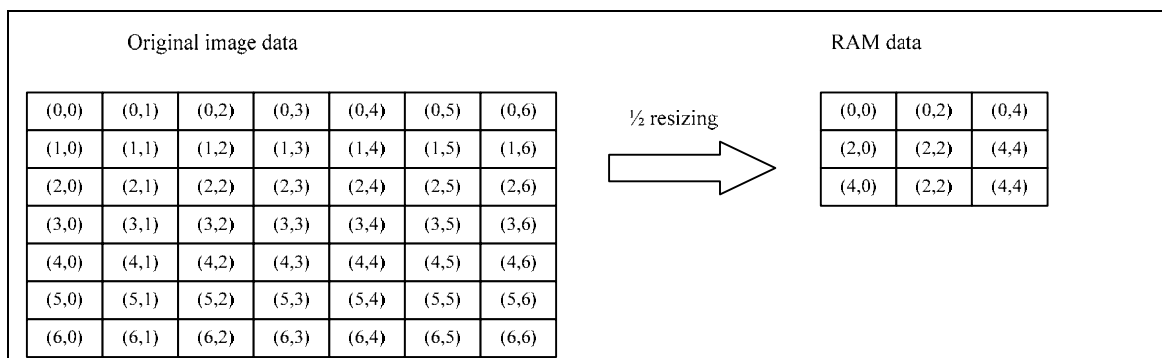 Original image data RAM data
(0,0) (0,1) (0,2) (0,3) (0,4) (0,5) (0,6)
(1,0) (1,1) (1,2) (1,3) (1,4) (1,5) (1,6)
(2,0) (2,1) (2,2) (2,3) (2,4) (2,5) (2,6)
(3,0) (3,1) (3,2) (3,3) (3,4) (3,5) (3,6)
(4,0) (4,1) (4,2) (4,3) (4,4) (4,5) (4,6)
(5,0) (5,1) (5,2) (5,3) (5,4) (5,5) (5,6)
(6,0) (6,1) (6,2) (6,3) (6,4) (6,5) (6,6)
½ resizing
(0,0) (0,2) (0,4)
(2,0) (2,2) (4,4)
(4,0) (2,2) (4,4)